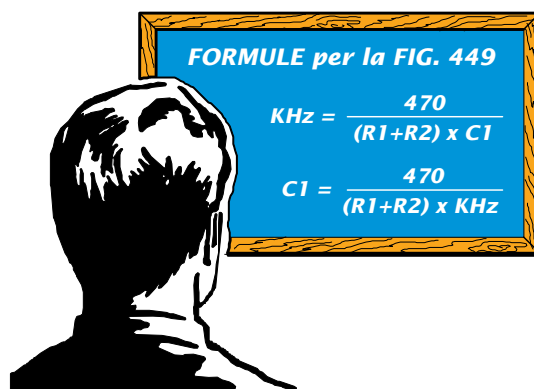 FORMULE per la FIG. 449
KHz = 470 / (R1+R2) x C1
C1 = 470 / (R1+R2) x KHz